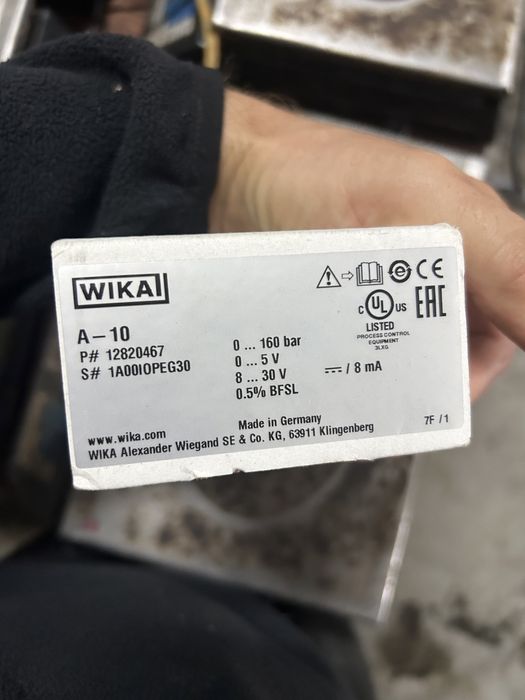 WIKA
A-10
P# 12820467
S# 1A00IOPEG30
0 ... 160 bar
0 ... 5 V
8 ... 30 V
⎓ / 8 mA
0.5% BFSL
CE
C UL US
LISTED
PROCESS CONTROL
EQUIPMENT
3LXG
EAC
Made in Germany
www.wika.com
WIKA Alexander Wiegand SE & Co. KG, 63911 Klingenberg
7F /1